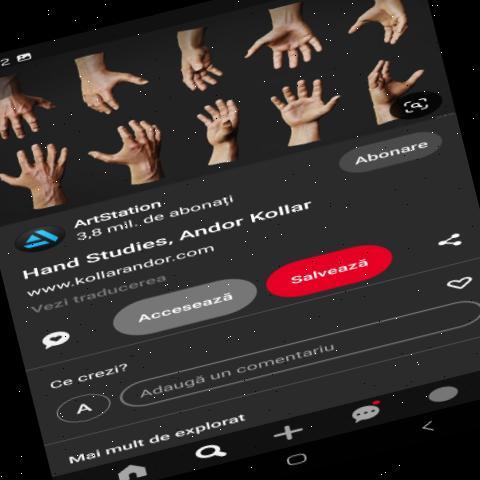 2
ArtStation
3,8 mil. de abonați
Abonare
Hand Studies, Andor Kollar
www.kollarandor.com
Vezi traducerea
Accesează
Salvează
Ce crezi?
A
Adaugă un comentariu
Mai mult de explorat